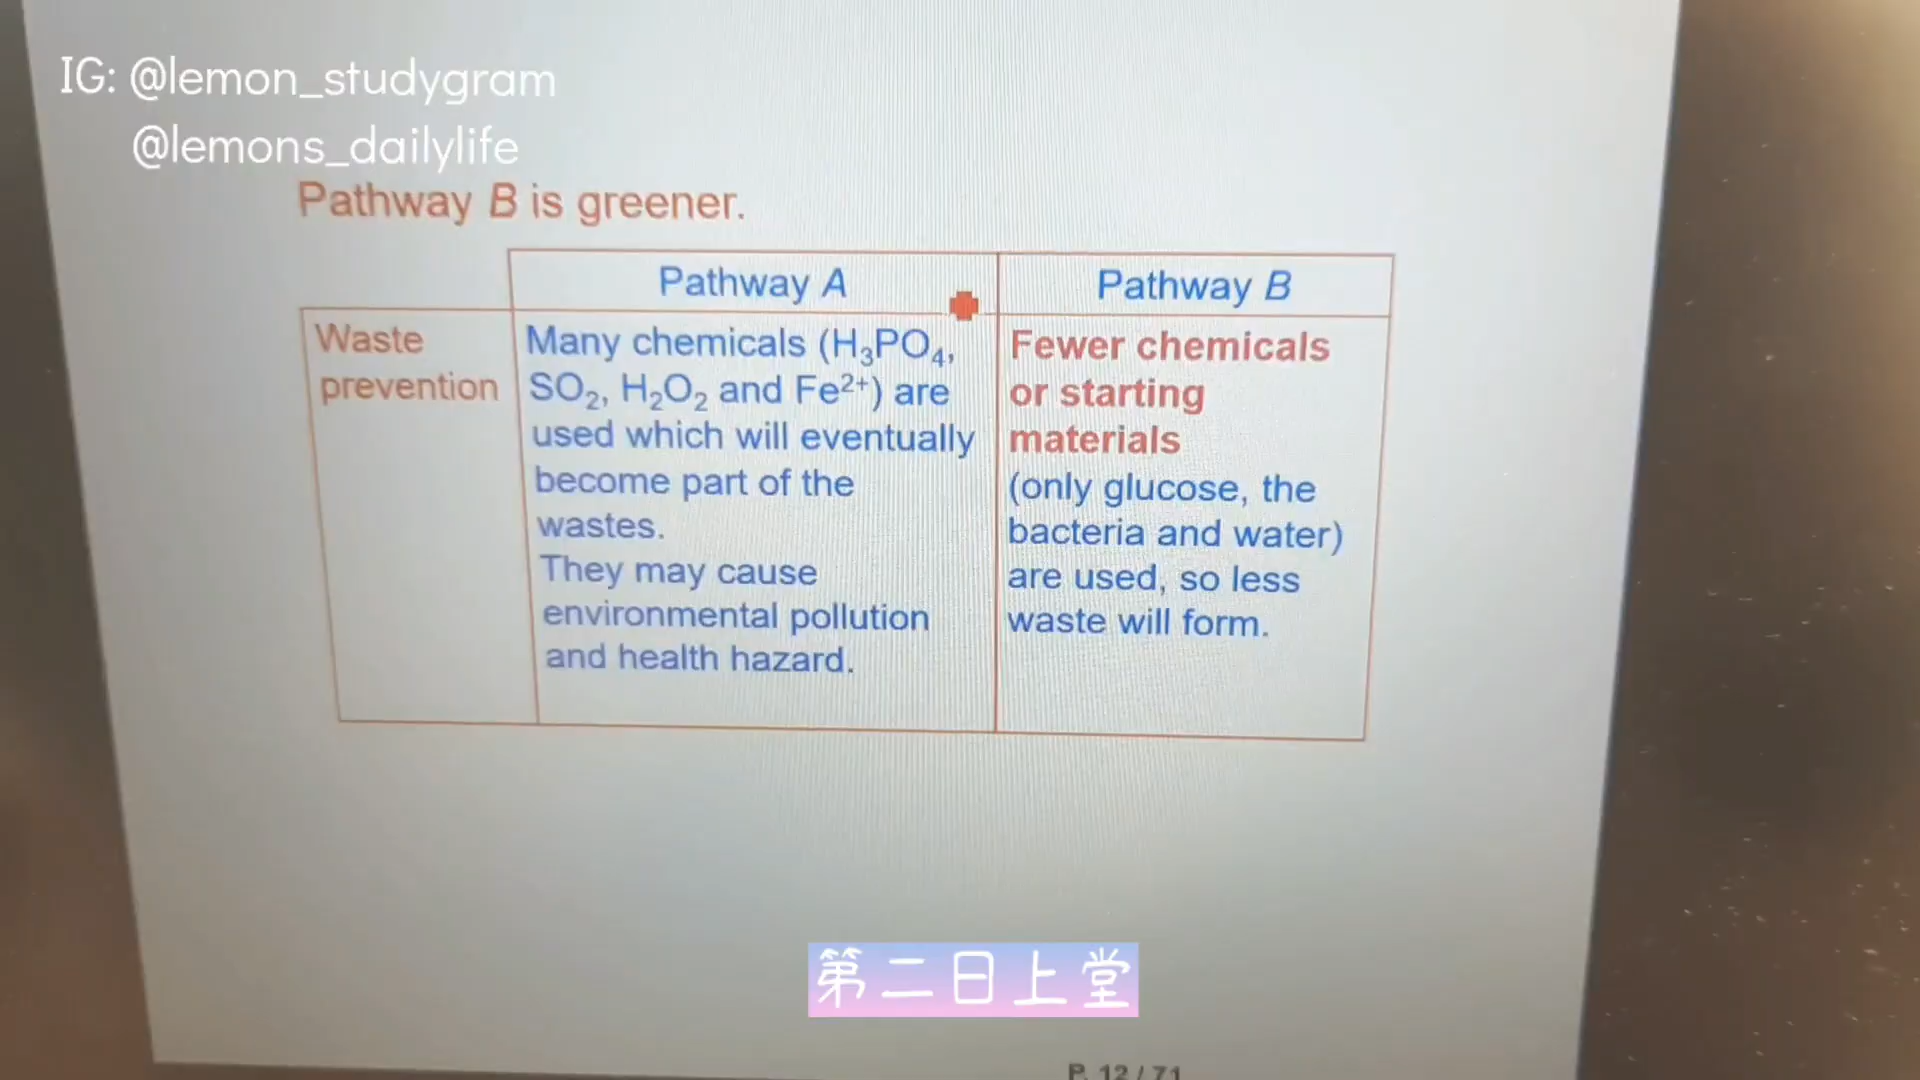 IG: @lemon_studygram
@lemons_dailylife
Pathway B is greener.
Pathway A
Pathway B
Waste
prevention
Many chemicals (H₃PO₄,
SO₂, H₂O₂ and Fe²⁺) are
used which will eventually
become part of the
wastes.
They may cause
environmental pollution
and health hazard.
Fewer chemicals
or starting
materials
(only glucose, the
bacteria and water)
are used, so less
waste will form.
第二日上堂
P. 12 / 71